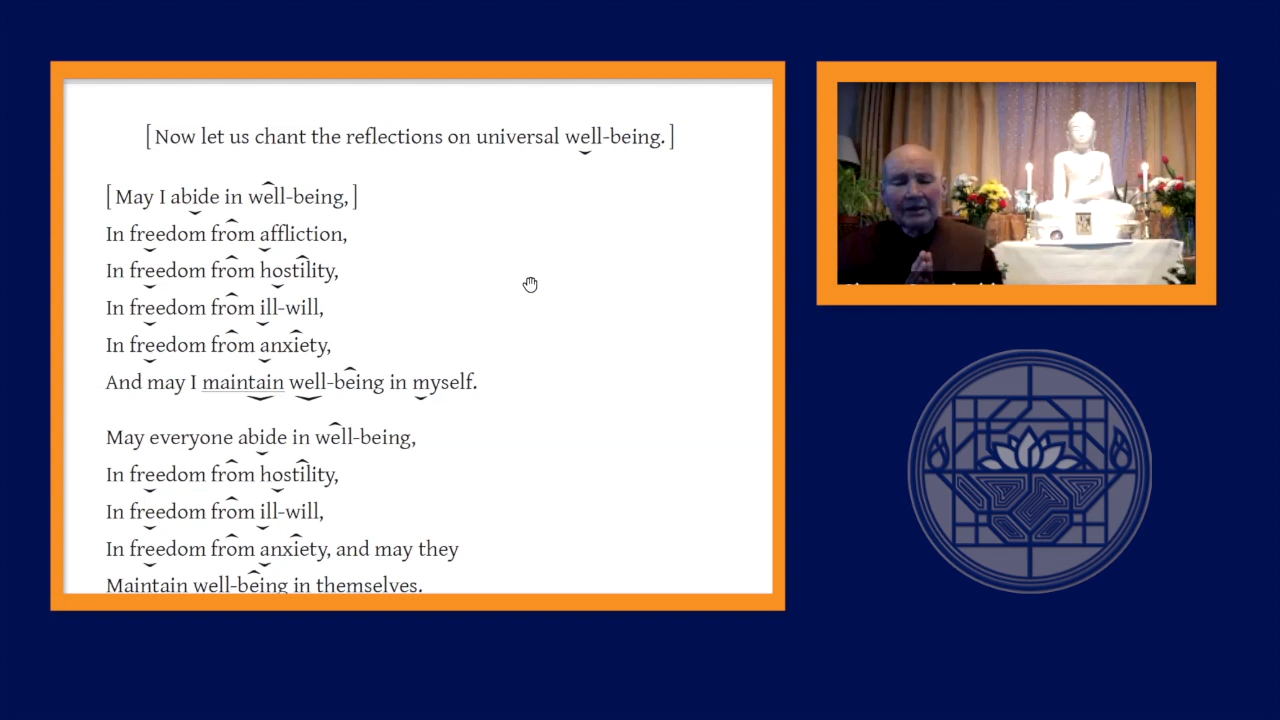 [Now let us chant the reflections on universal well-being.]
[May I abide in well-being,]
In freedom from affliction,
In freedom from hostility,
In freedom from ill-will,
In freedom from anxiety,
And may I maintain well-being in myself.
May everyone abide in well-being,
In freedom from hostility,
In freedom from ill-will,
In freedom from anxiety, and may they
Maintain well-being in themselves.